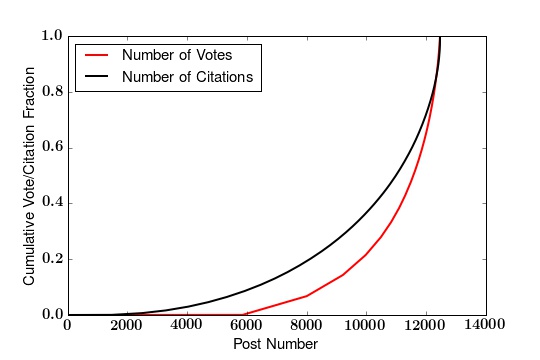 1.0
0.8
0.6
0.4
0.2
0.0
Cumulative Vote/Citation Fraction
Number of Votes
Number of Citations
0 2000 4000 6000 8000 10000 12000 14000
Post Number